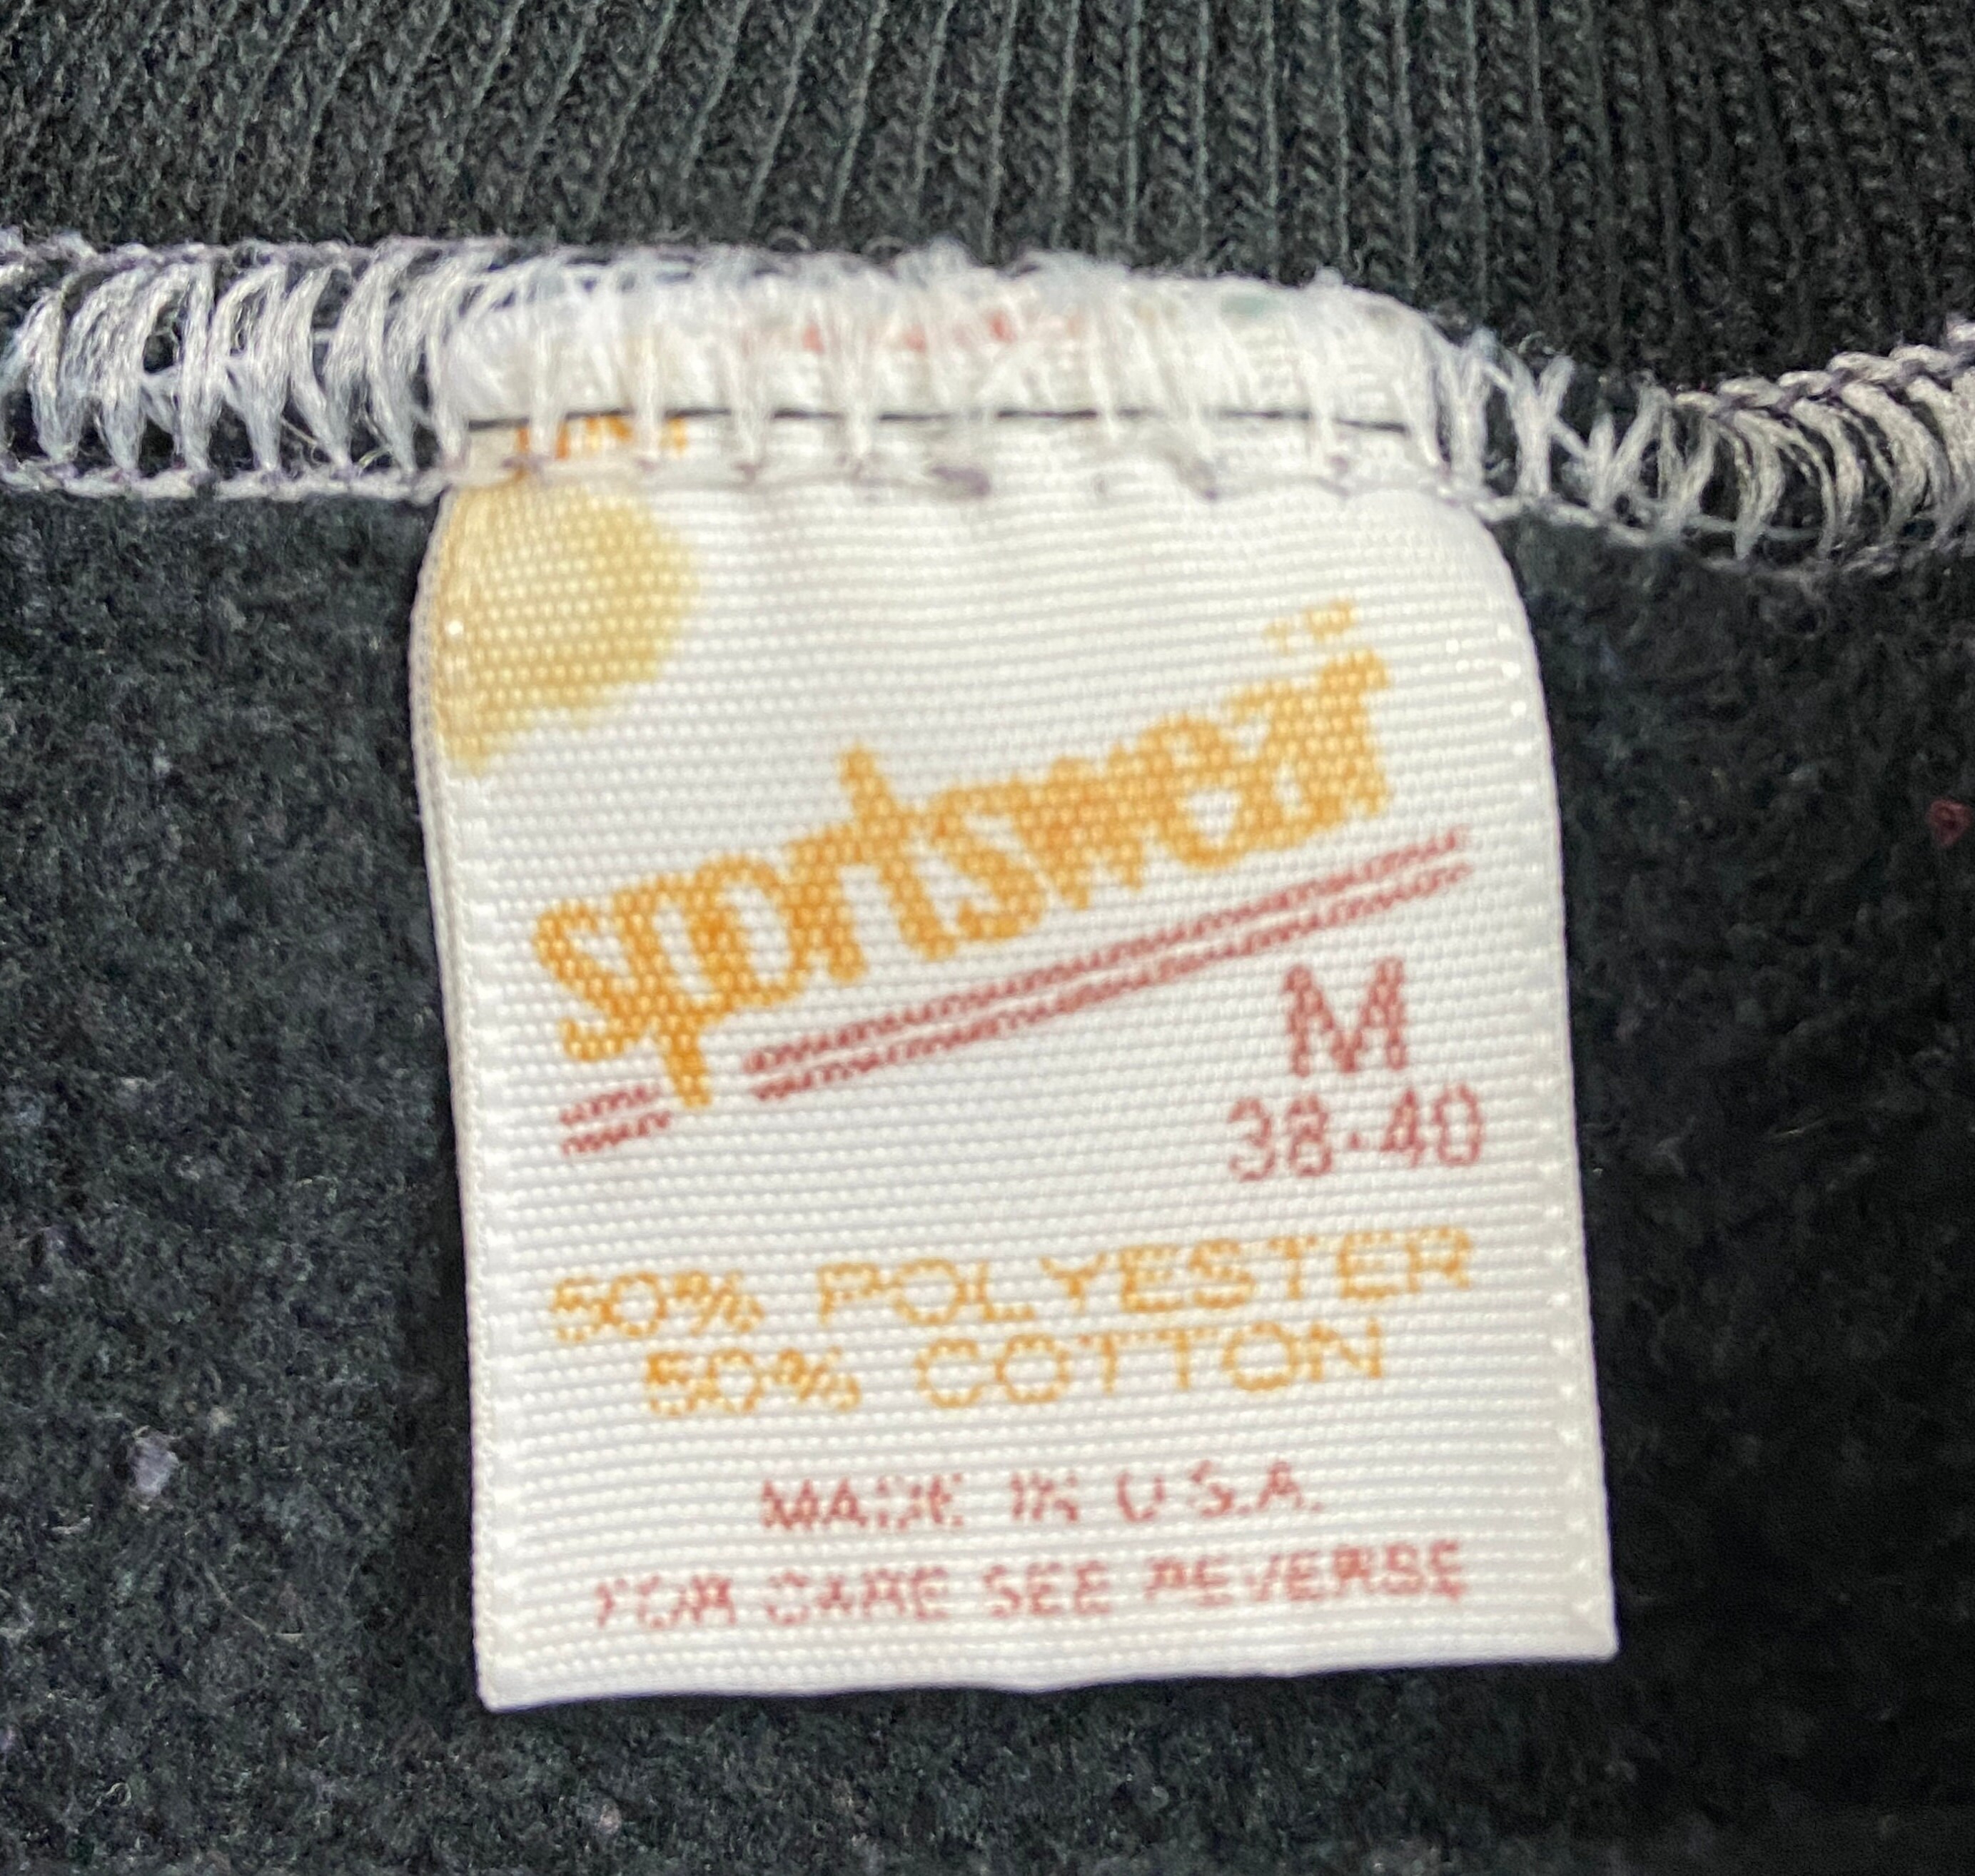 sportswear
M
38-40
50% POLYESTER
50% COTTON
MADE IN U.S.A.
FOR CARE SEE REVERSE